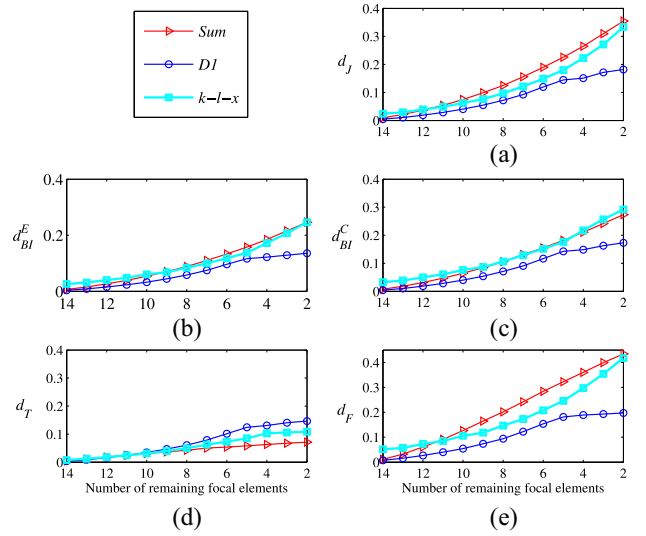 Sum
D1
k−l−x
0.4
0.3
0.2
0.1
0
d_J
14 12 10 8 6 4 2
(a)
0.4
0.2
0
d^E_BI
14 12 10 8 6 4 2
(b)
0.4
0.3
0.2
0.1
0
d^C_BI
14 12 10 8 6 4 2
(c)
0.4
0.3
0.2
0.1
0
d_T
14 12 10 8 6 4 2
Number of remaining focal elements
(d)
0.4
0.3
0.2
0.1
0
d_F
14 12 10 8 6 4 2
Number of remaining focal elements
(e)